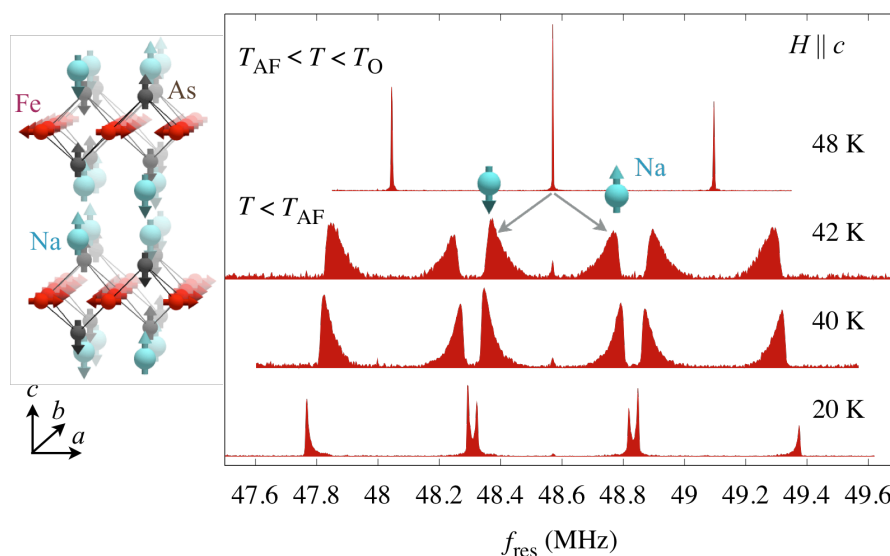 T_AF < T < T_O
H || c
Fe
As
48 K
Na
T < T_AF
Na
42 K
40 K
20 K
c
b
a
47.6 47.8 48 48.2 48.4 48.6 48.8 49 49.2 49.4 49.6
f_res (MHz)